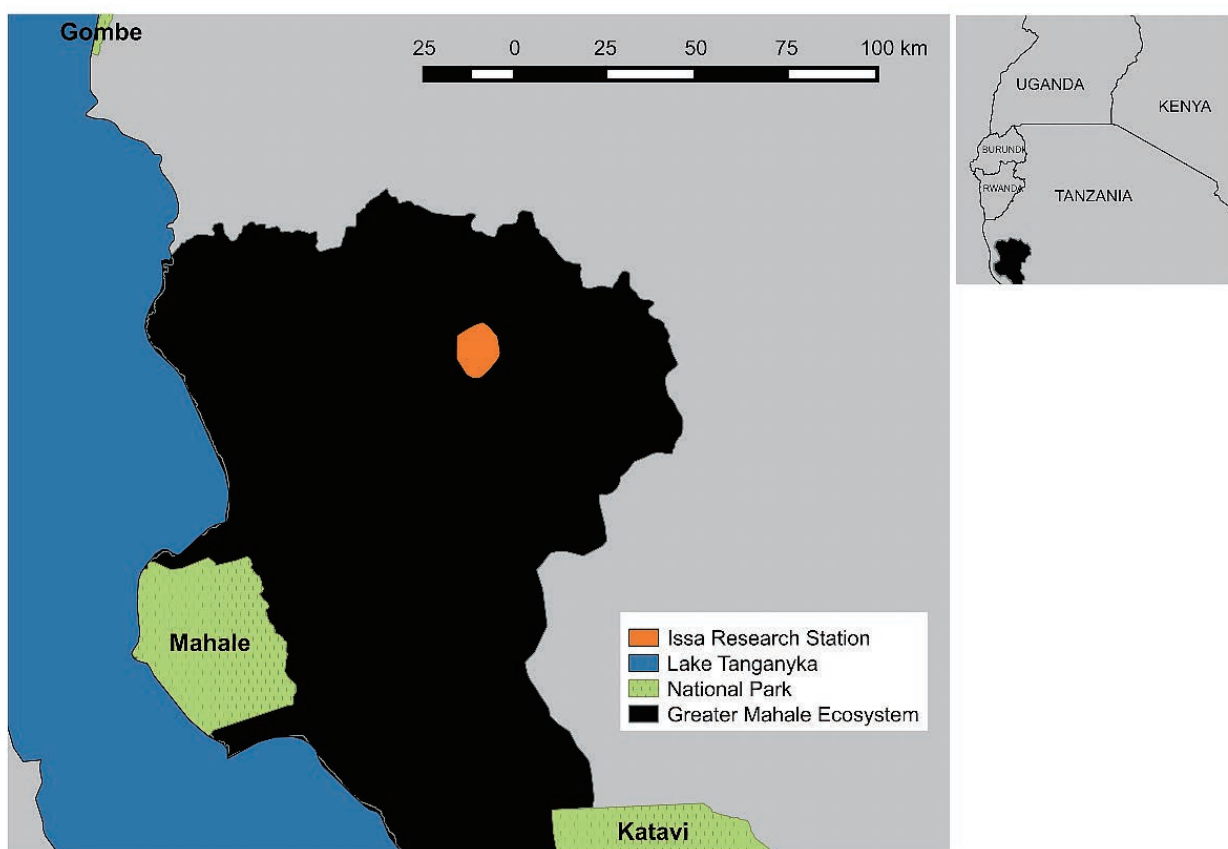 Gombe
25 0 25 50 75 100 km
Mahale
Katavi
Issa Research Station
Lake Tanganyka
National Park
Greater Mahale Ecosystem
UGANDA
KENYA
BURUNDI
RWANDA
TANZANIA